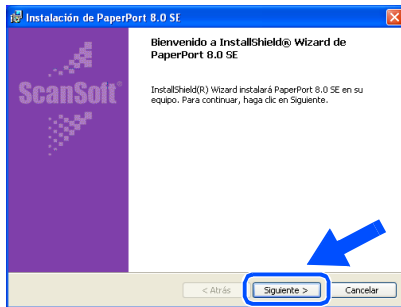 Instalación de PaperPort 8.0 SE
Bienvenido a InstallShield® Wizard de
PaperPort 8.0 SE
ScanSoft®
InstallShield(R) Wizard instalará PaperPort 8.0 SE en su
equipo. Para continuar, haga clic en Siguiente.
< Atrás Siguiente > Cancelar